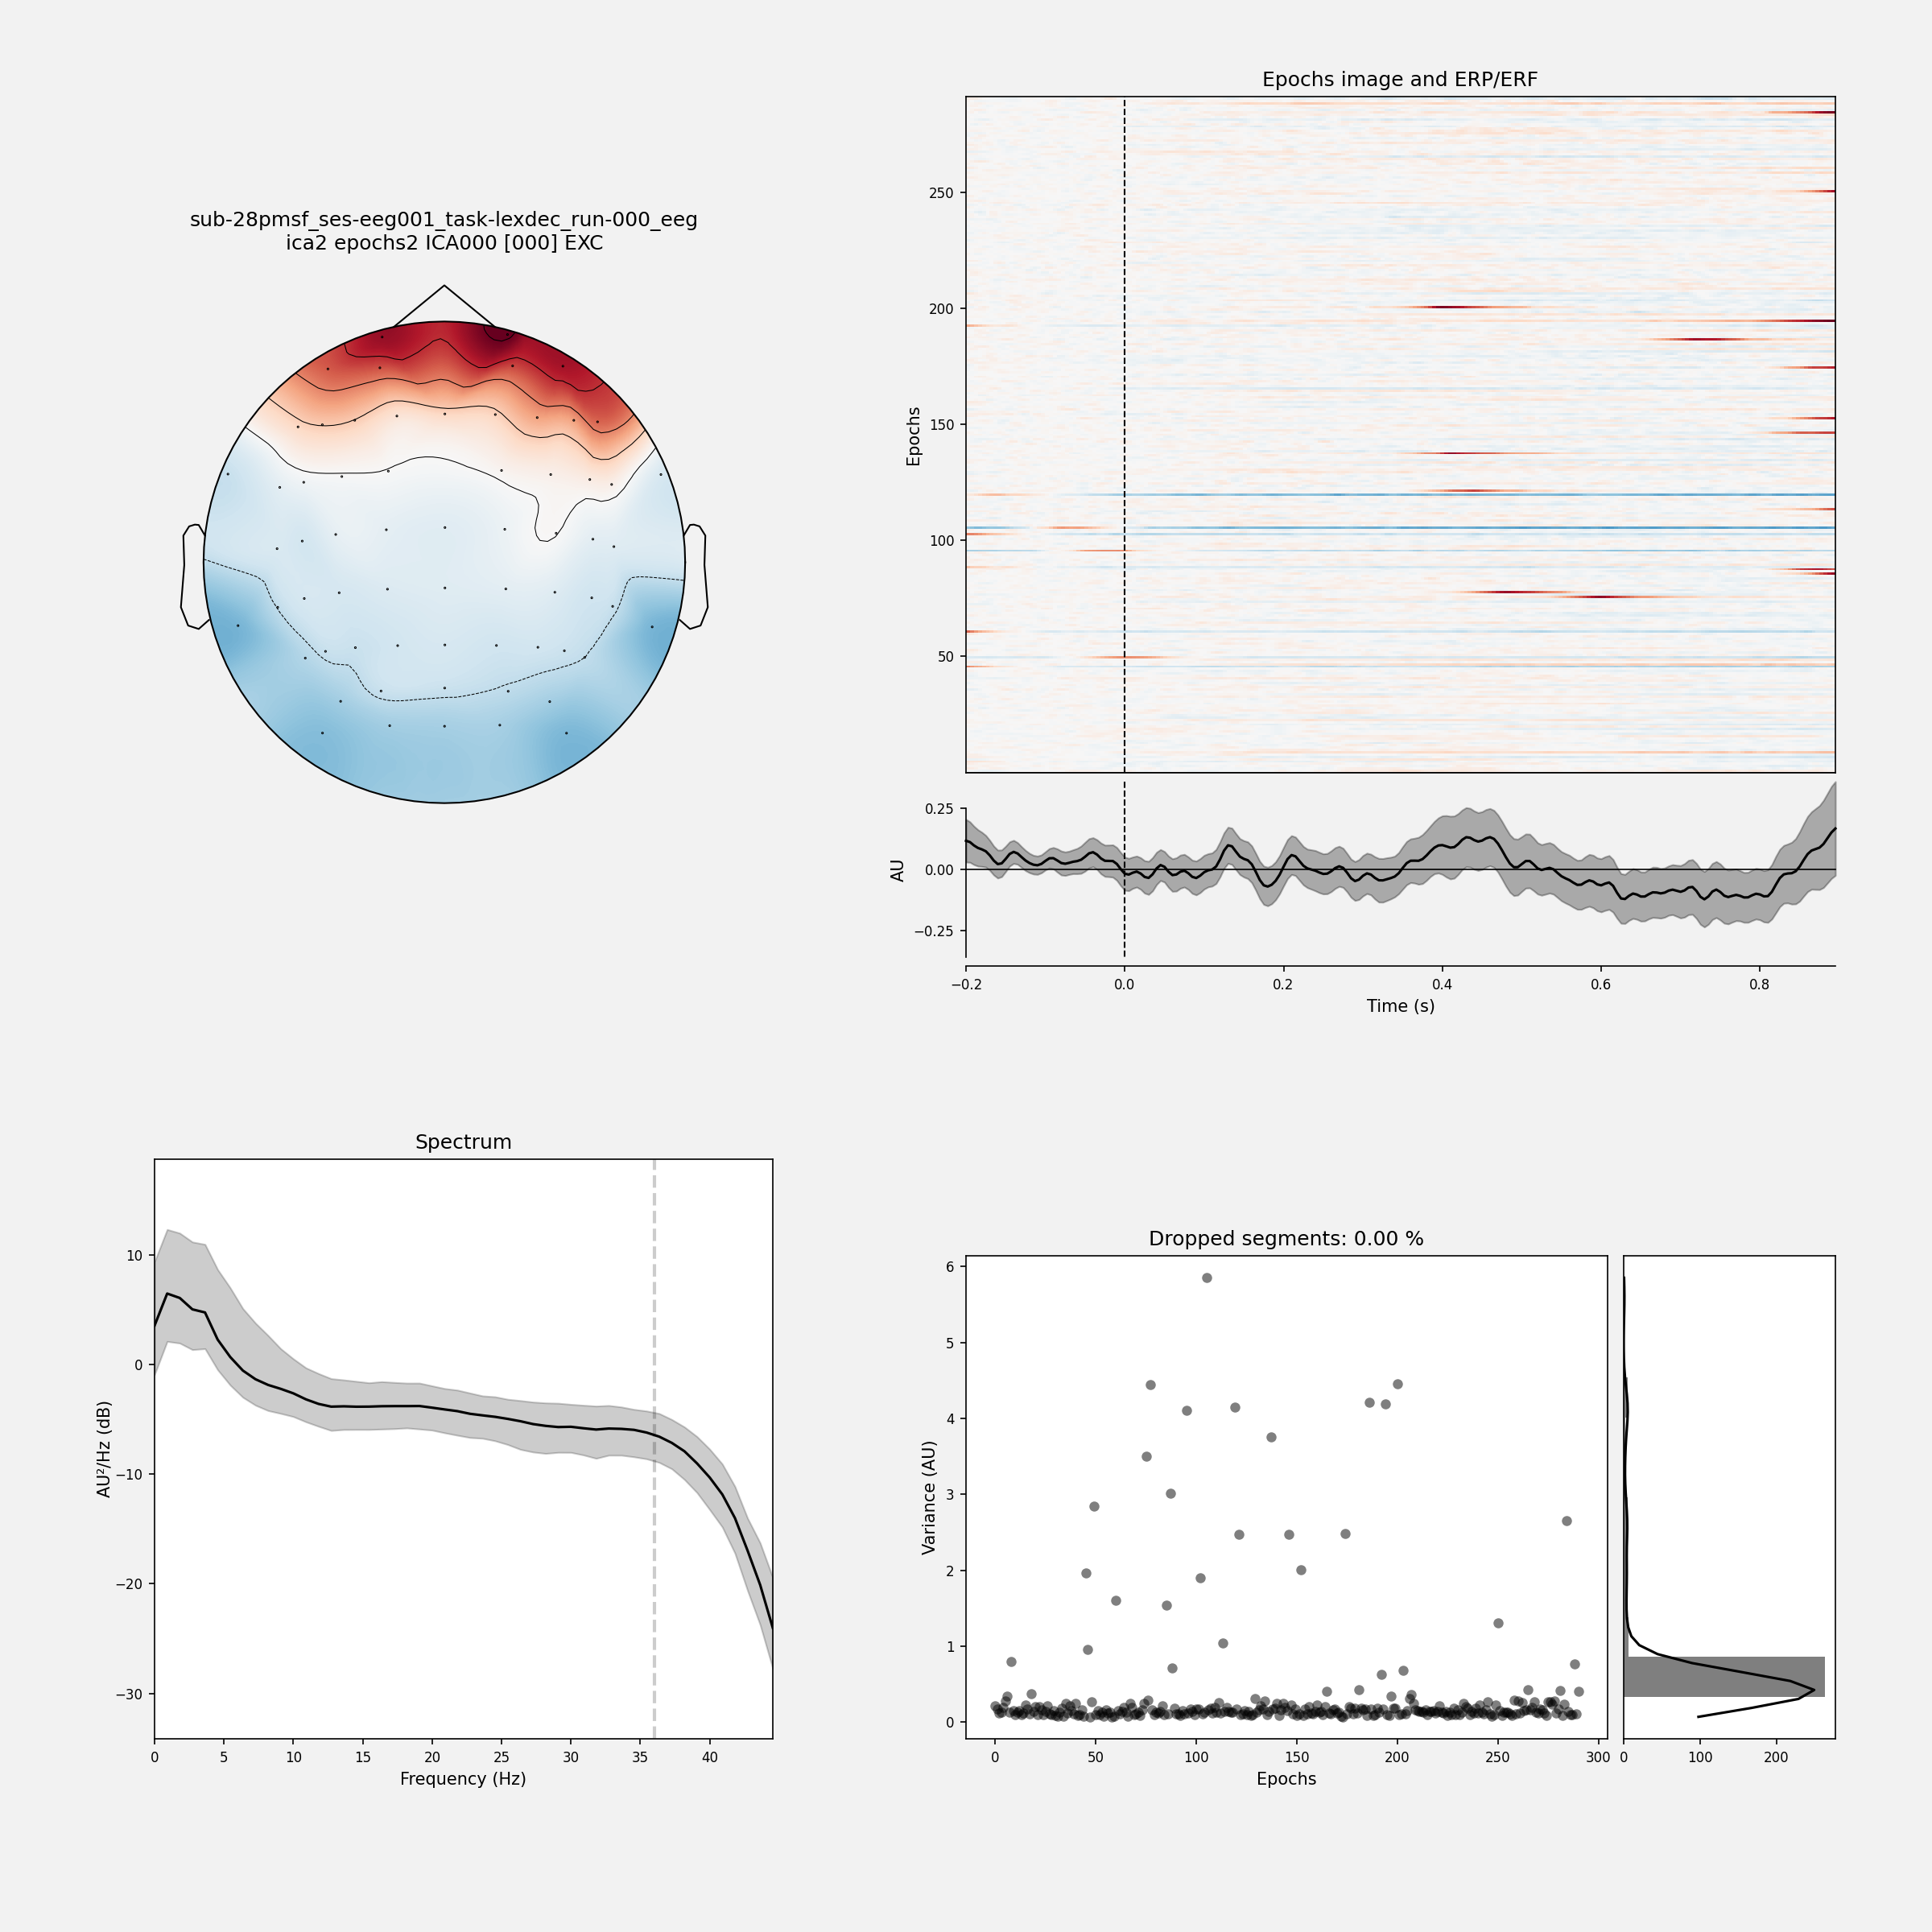 sub-28pmsf_ses-eeg001_task-lexdec_run-000_eeg
ica2 epochs2 ICA000 [000] EXC
Epochs image and ERP/ERF
Epochs
250
200
150
100
50
AU
0.25
0.00
−0.25
−0.2 0.0 0.2 0.4 0.6 0.8
Time (s)
Spectrum
AU²/Hz (dB)
10
0
−10
−20
−30
0 5 10 15 20 25 30 35 40
Frequency (Hz)
Dropped segments: 0.00 %
Variance (AU)
6
5
4
3
2
1
0
0 50 100 150 200 250 300
Epochs
0 100 200